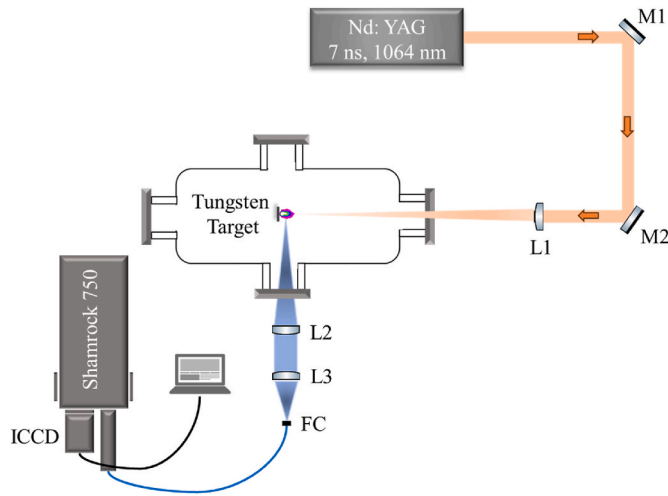 Nd: YAG
7 ns, 1064 nm
M1
Tungsten
Target
L1
M2
Shamrock 750
L2
L3
ICCD
FC